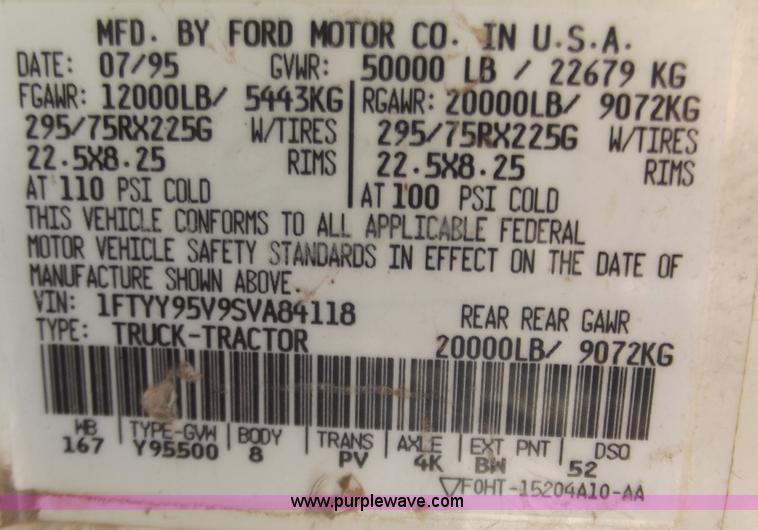 MFD. BY FORD MOTOR CO. IN U.S.A.
DATE: 07/95 GVWR: 50000 LB / 22679 KG
FGAWR: 12000LB/ 5443KG RGAWR: 20000LB/ 9072KG
295/75RX225G W/TIRES 295/75RX225G W/TIRES
22.5X8.25 RIMS 22.5X8.25 RIMS
AT 110 PSI COLD AT 100 PSI COLD
THIS VEHICLE CONFORMS TO ALL APPLICABLE FEDERAL
MOTOR VEHICLE SAFETY STANDARDS IN EFFECT ON THE DATE OF
MANUFACTURE SHOWN ABOVE.
VIN: 1FTYY95V9SVA84118 REAR REAR GAWR
TYPE: TRUCK-TRACTOR 20000LB/ 9072KG
WB TYPE-GVW BODY TRANS AXLE EXT PNT DSO
167 Y95500 8 PV 4K BW 52
F0HT-15204A10-AA
www.purplewave.com